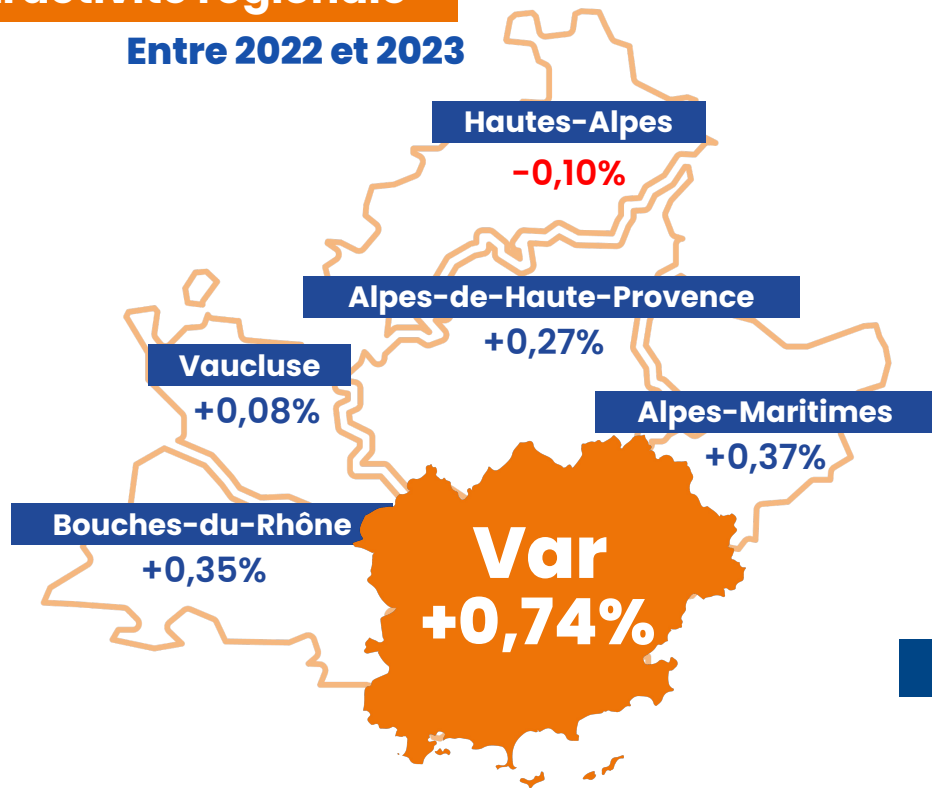 régionale
Entre 2022 et 2023
Hautes-Alpes
-0,10%
Alpes-de-Haute-Provence
+0,27%
Vaucluse
+0,08%
Alpes-Maritimes
+0,37%
Bouches-du-Rhône
+0,35%
Var
+0,74%